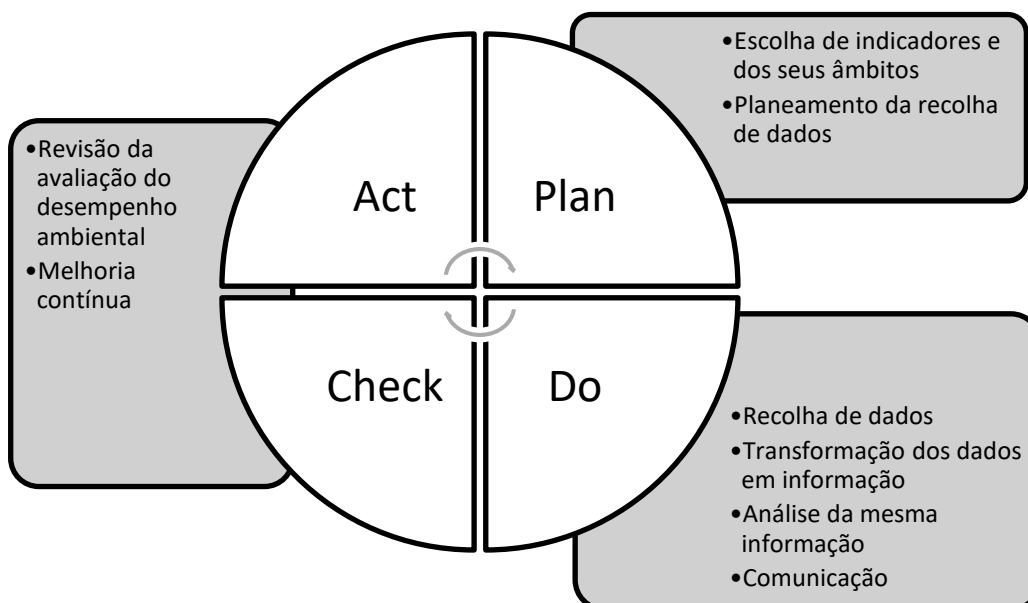 •Escolha de indicadores e
dos seus âmbitos
•Planeamento da recolha
de dados
•Revisão da
avaliação do
desempenho
ambiental
•Melhoria
contínua
Act
Plan
Check
Do
•Recolha de dados
•Transformação dos dados
em informação
•Análise da mesma
informação
•Comunicação